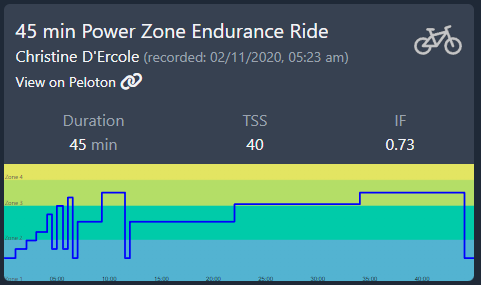 45 min Power Zone Endurance Ride
Christine D'Ercole (recorded: 02/11/2020, 05:23 am)
View on Peloton
Duration TSS IF
45 min 40 0.73
Zone 4
Zone 3
Zone 2
Zone 1
05:00 10:00 15:00 20:00 25:00 30:00 35:00 40:00